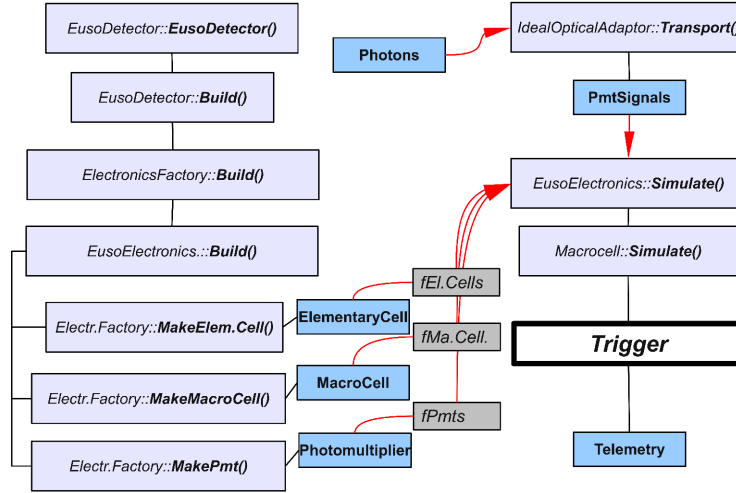 EusoDetector::EusoDetector()
EusoDetector::Build()
ElectronicsFactory::Build()
EusoElectronics.::Build()
Electr.Factory::MakeElem.Cell()
Electr.Factory::MakeMacroCell()
Electr.Factory::MakePmt()
ElementaryCell
MacroCell
Photomultiplier
fEl.Cells
fMa.Cell.
fPmts
Photons
IdealOpticalAdaptor::Transport()
PmtSignals
EusoElectronics::Simulate()
Macrocell::Simulate()
Trigger
Telemetry